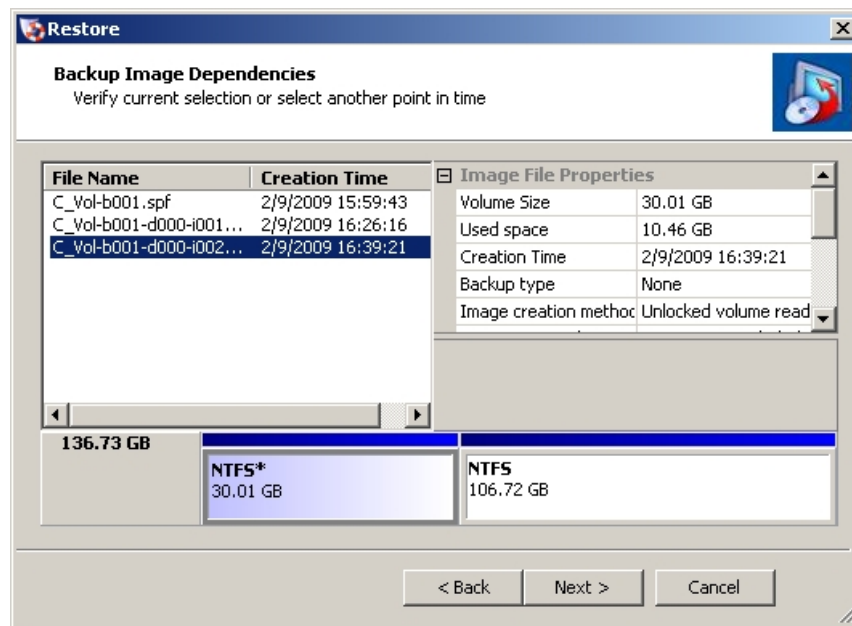 Restore
Backup Image Dependencies
Verify current selection or select another point in time
File Name Creation Time
C_Vol-b001.spf 2/9/2009 15:59:43
C_Vol-b001-d000-i001... 2/9/2009 16:26:16
C_Vol-b001-d000-i002... 2/9/2009 16:39:21
Image File Properties
Volume Size 30.01 GB
Used space 10.46 GB
Creation Time 2/9/2009 16:39:21
Backup type None
Image creation method Unlocked volume read
136.73 GB
NTFS* NTFS
30.01 GB 106.72 GB
< Back Next > Cancel